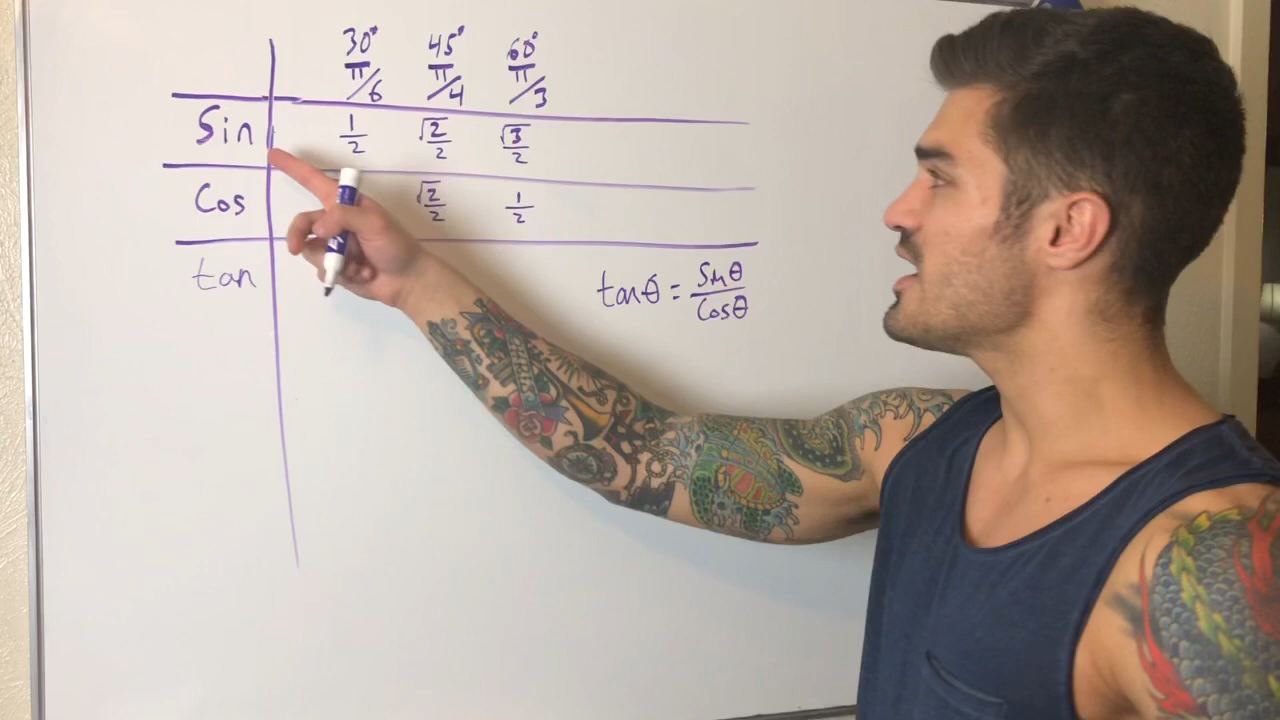 30° 45° 60°
π/6 π/4 π/3
Sin 1/2 √2/2 √3/2
Cos √2/2 1/2
tan tanθ = Sinθ/Cosθ